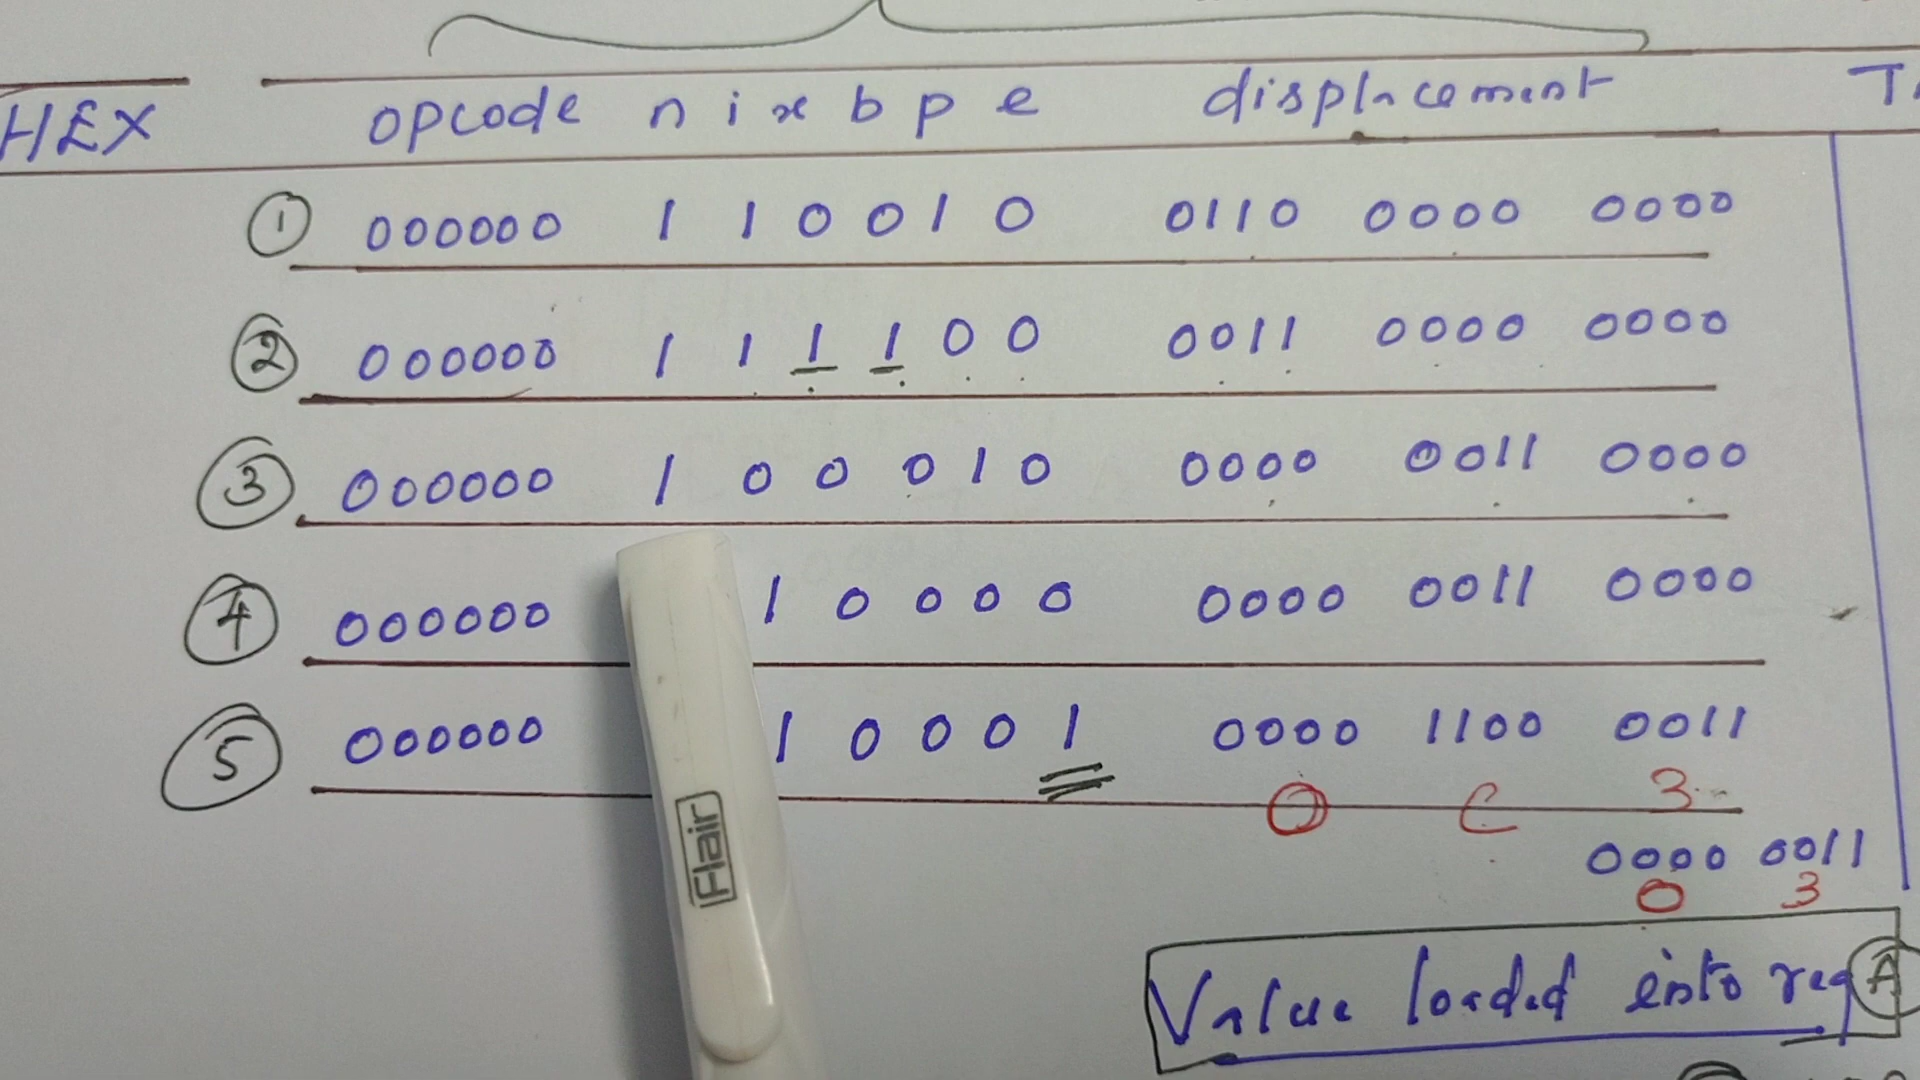 HEX opcode n i x b p e displacement
① 000000 1 1 0 0 1 0 0110 0000 0000
② 000000 1 1 1 1 0 0 0011 0000 0000
③ 000000 1 0 0 0 1 0 0000 0011 0000
④ 000000 1 0 0 0 0 0000 0011 0000
⑤ 000000 1 0 0 0 1 0000 1100 0011
0 C 3
0000 0011
0 3
Flair
Value loaded into reg A